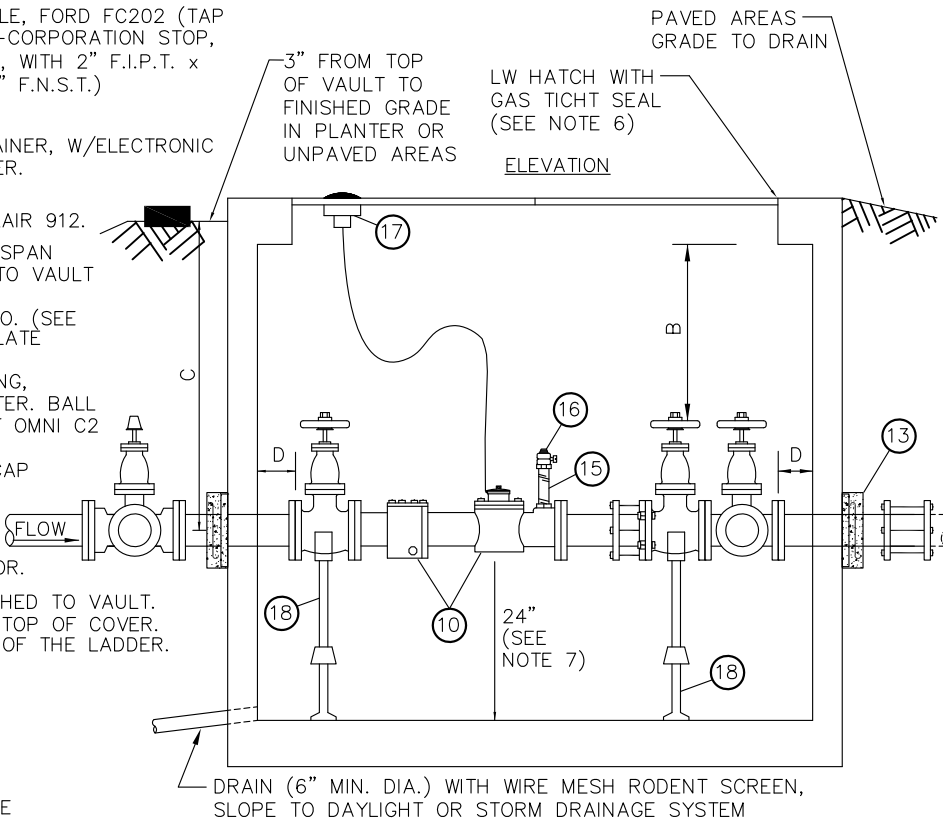 LE, FORD FC202 (TAP
-CORPORATION STOP,
, WITH 2" F.I.P.T. x
" F.N.S.T.)
AINER, W/ELECTRONIC
ER.
AIR 912.
SPAN
TO VAULT
O. (SEE
LATE
NG,
TER. BALL
T OMNI C2
CAP
OR.
HED TO VAULT.
TOP OF COVER.
OF THE LADDER.
E
3" FROM TOP
OF VAULT TO
FINISHED GRADE
IN PLANTER OR
UNPAVED AREAS
LW HATCH WITH
GAS TICHT SEAL
(SEE NOTE 6)
ELEVATION
PAVED AREAS
GRADE TO DRAIN
17
C
B
D
D
16
15
13
FLOW
18
10
24"
(SEE
NOTE 7)
18
DRAIN (6" MIN. DIA.) WITH WIRE MESH RODENT SCREEN,
SLOPE TO DAYLIGHT OR STORM DRAINAGE SYSTEM